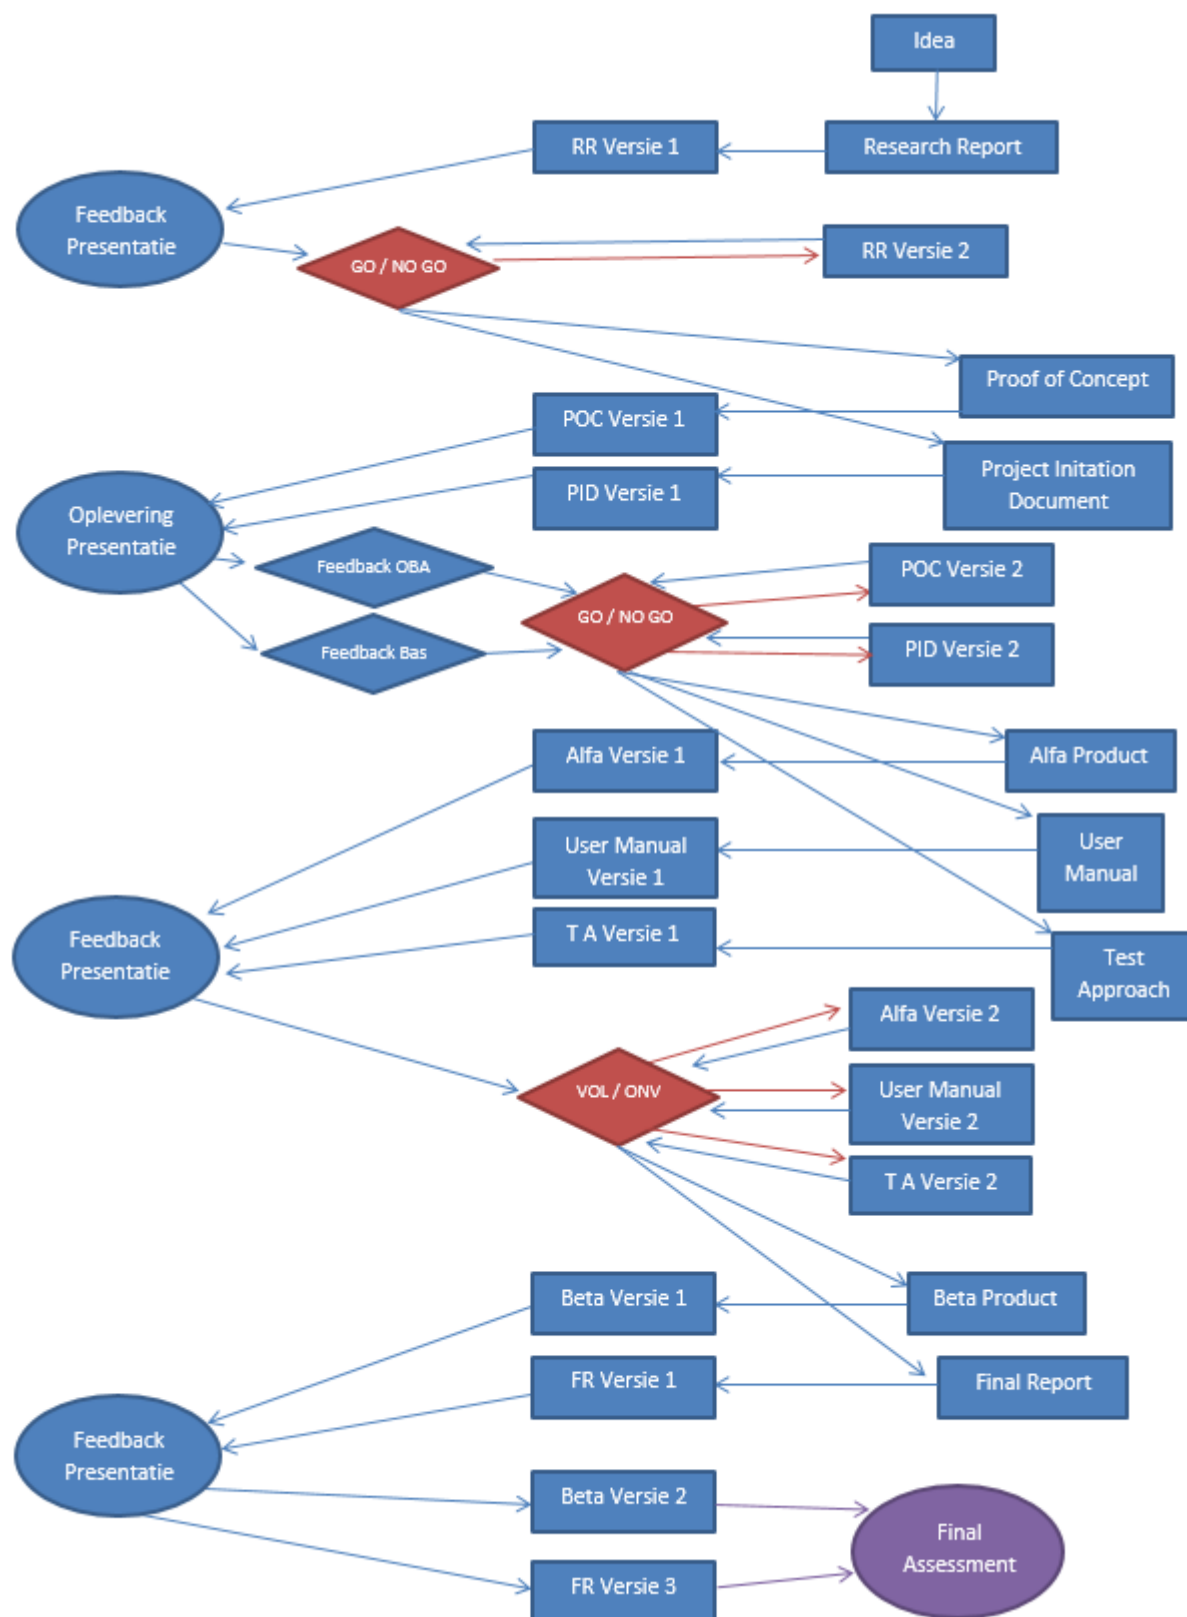 Idea
RR Versie 1
Research Report
Feedback
Presentatie
GO / NO GO
RR Versie 2
Proof of Concept
POC Versie 1
Project Initation
Document
PID Versie 1
Oplevering
Presentatie
Feedback OBA
POC Versie 2
GO / NO GO
Feedback Bas
PID Versie 2
Alfa Versie 1
Alfa Product
User Manual
Versie 1
User
Manual
T A Versie 1
Feedback
Presentatie
Test
Approach
Alfa Versie 2
VOL / ONV
User Manual
Versie 2
T A Versie 2
Beta Versie 1
Beta Product
FR Versie 1
Final Report
Feedback
Presentatie
Beta Versie 2
Final
Assessment
FR Versie 3